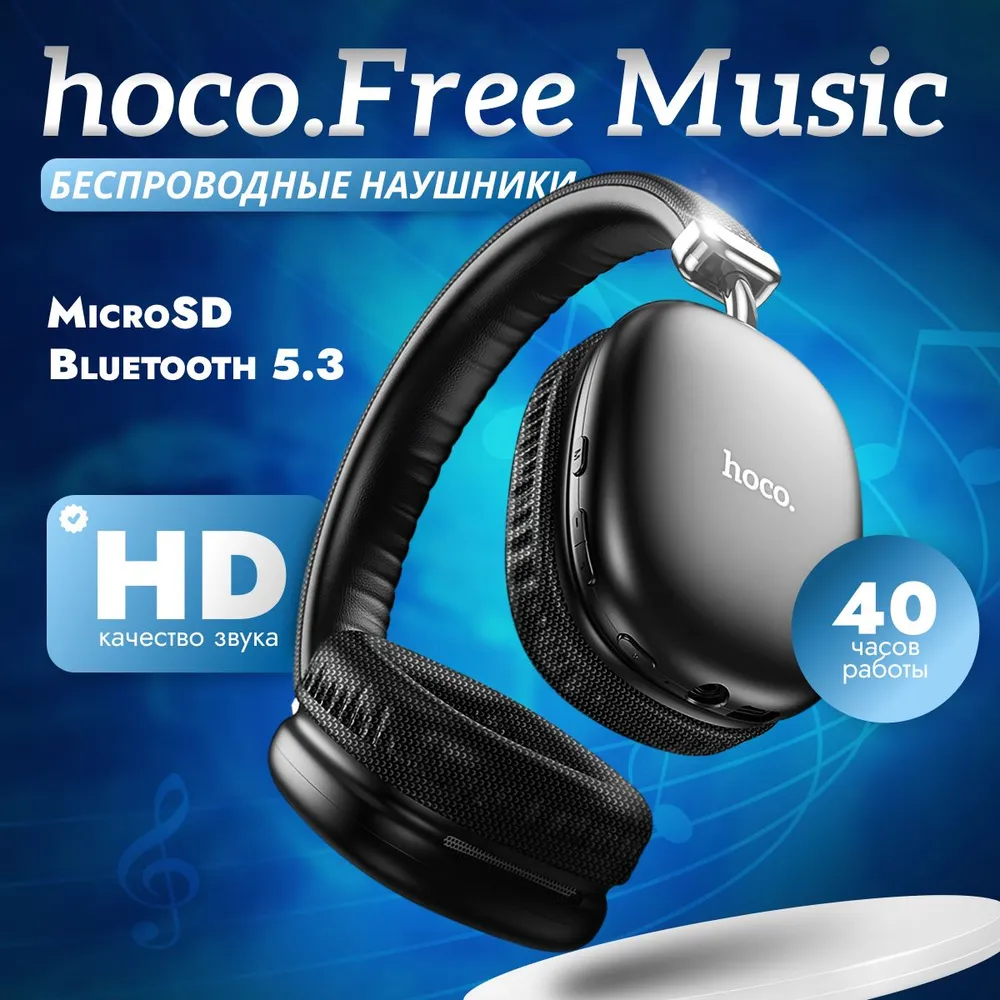 hoco.Free Music
БЕСПРОВОДНЫЕ НАУШНИКИ
MicroSD
Bluetooth 5.3
HD
качество звука
hoco.
40
часов
работы